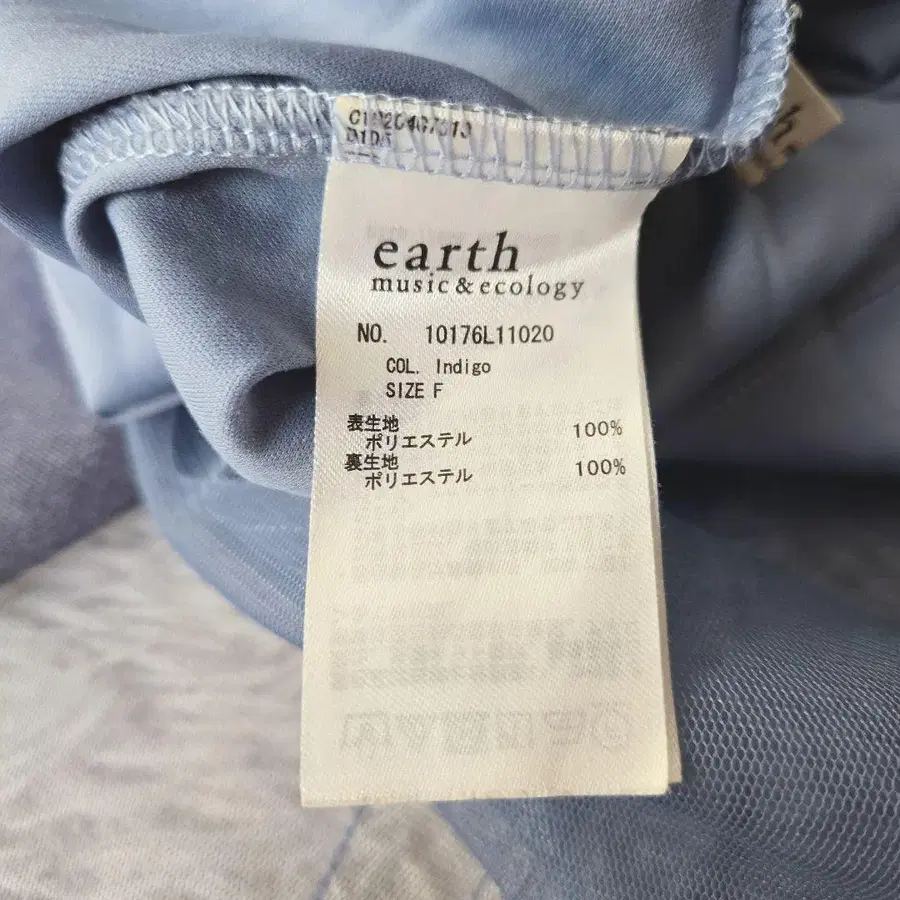 earth
music & ecology
NO. 10176L11020
COL. Indigo
SIZE F
表生地
ポリエステル 100%
裏生地
ポリエステル 100%